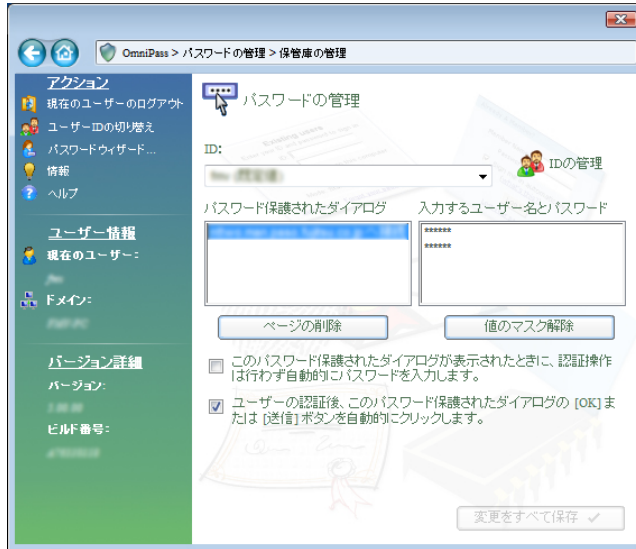 OmniPass > パスワードの管理 > 保管庫の管理
アクション
現在のユーザーのログアウト
ユーザーIDの切り替え
パスワードウィザード...
情報
ヘルプ
ユーザー情報
現在のユーザー:
ドメイン:
バージョン詳細
バージョン:
ビルド番号:
パスワードの管理
ID:
IDの管理
パスワード保護されたダイアログ
入力するユーザー名とパスワード
******
******
ページの削除
値のマスク解除
このパスワード保護されたダイアログが表示されたときに、認証操作
は行わず自動的にパスワードを入力します。
ユーザーの認証後、このパスワード保護されたダイアログの [OK] ま
たは [送信] ボタンを自動的にクリックします。
変更をすべて保存